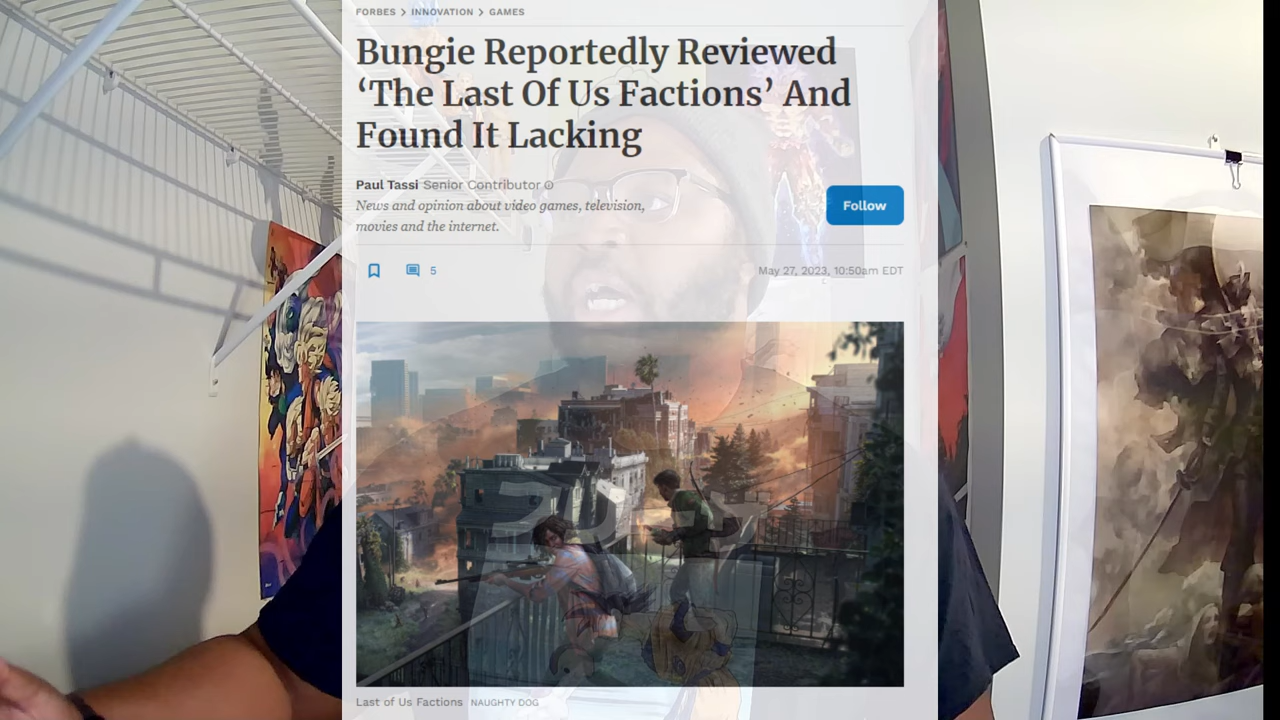 FORBES > INNOVATION > GAMES
Bungie Reportedly Reviewed
‘The Last Of Us Factions’ And
Found It Lacking
Paul Tassi Senior Contributor
News and opinion about video games, television,
movies and the internet.
Follow
5
May 27, 2023, 10:50am EDT
Last of Us Factions NAUGHTY DOG